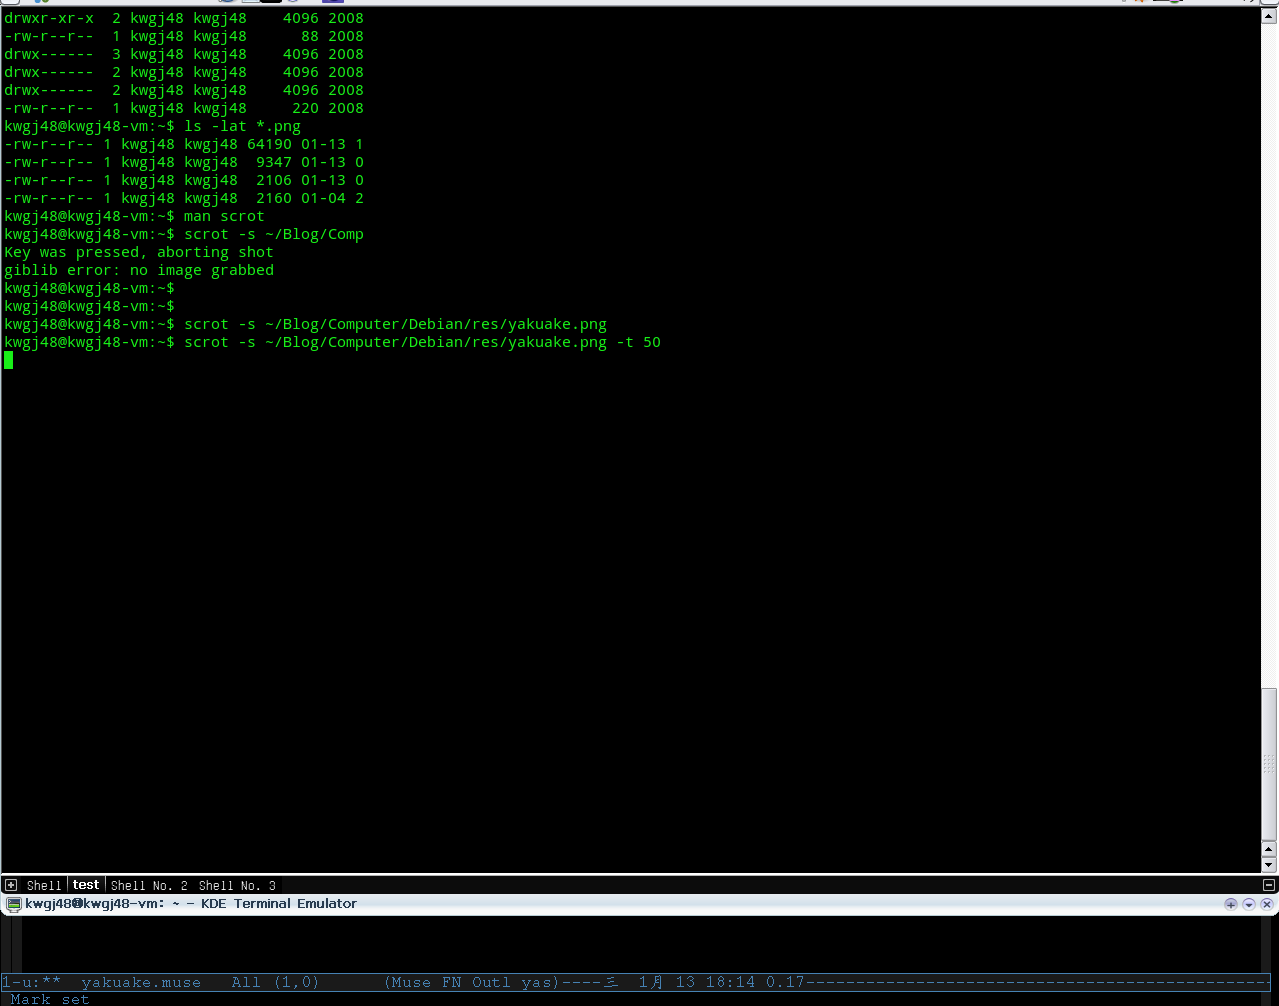 drwxr-xr-x  2 kwgj48 kwgj48    4096 2008
-rw-r--r--  1 kwgj48 kwgj48      88 2008
drwx------  3 kwgj48 kwgj48    4096 2008
drwx------  2 kwgj48 kwgj48    4096 2008
drwx------  2 kwgj48 kwgj48    4096 2008
-rw-r--r--  1 kwgj48 kwgj48     220 2008
kwgj48@kwgj48-vm:~$ ls -lat *.png
-rw-r--r-- 1 kwgj48 kwgj48 64190 01-13 1
-rw-r--r-- 1 kwgj48 kwgj48  9347 01-13 0
-rw-r--r-- 1 kwgj48 kwgj48  2106 01-13 0
-rw-r--r-- 1 kwgj48 kwgj48  2160 01-04 2
kwgj48@kwgj48-vm:~$ man scrot
kwgj48@kwgj48-vm:~$ scrot -s ~/Blog/Comp
Key was pressed, aborting shot
giblib error: no image grabbed
kwgj48@kwgj48-vm:~$
kwgj48@kwgj48-vm:~$
kwgj48@kwgj48-vm:~$ scrot -s ~/Blog/Computer/Debian/res/yakuake.png
kwgj48@kwgj48-vm:~$ scrot -s ~/Blog/Computer/Debian/res/yakuake.png -t 50
Shell test Shell No. 2 Shell No. 3
kwgj48@kwgj48-vm: ~ - KDE Terminal Emulator
1-u:**  yakuake.muse   All (1,0)      (Muse FN Outl yas)----三  1月 13 18:14 0.17-----------------------------------------------
Mark set